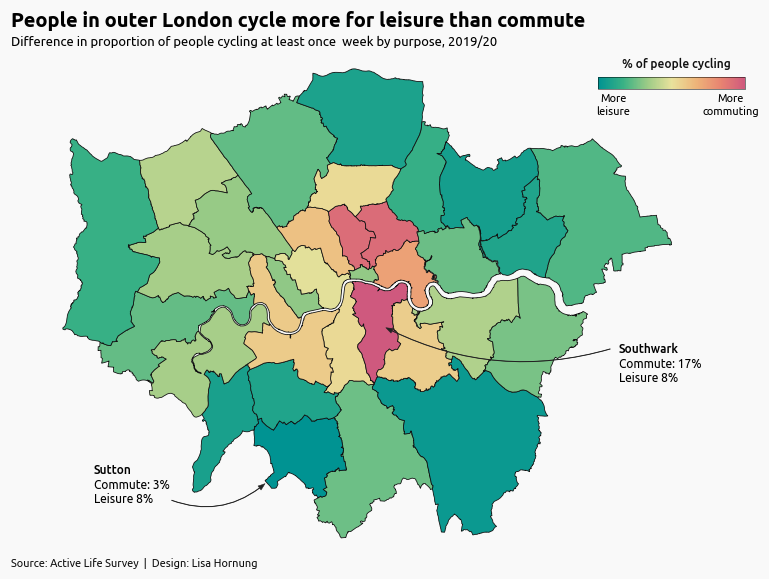 People in outer London cycle more for leisure than commute
Difference in proportion of people cycling at least once  week by purpose, 2019/20
% of people cycling
More
leisure
More
commuting
Southwark
Commute: 17%
Leisure 8%
Sutton
Commute: 3%
Leisure 8%
Source: Active Life Survey | Design: Lisa Hornung